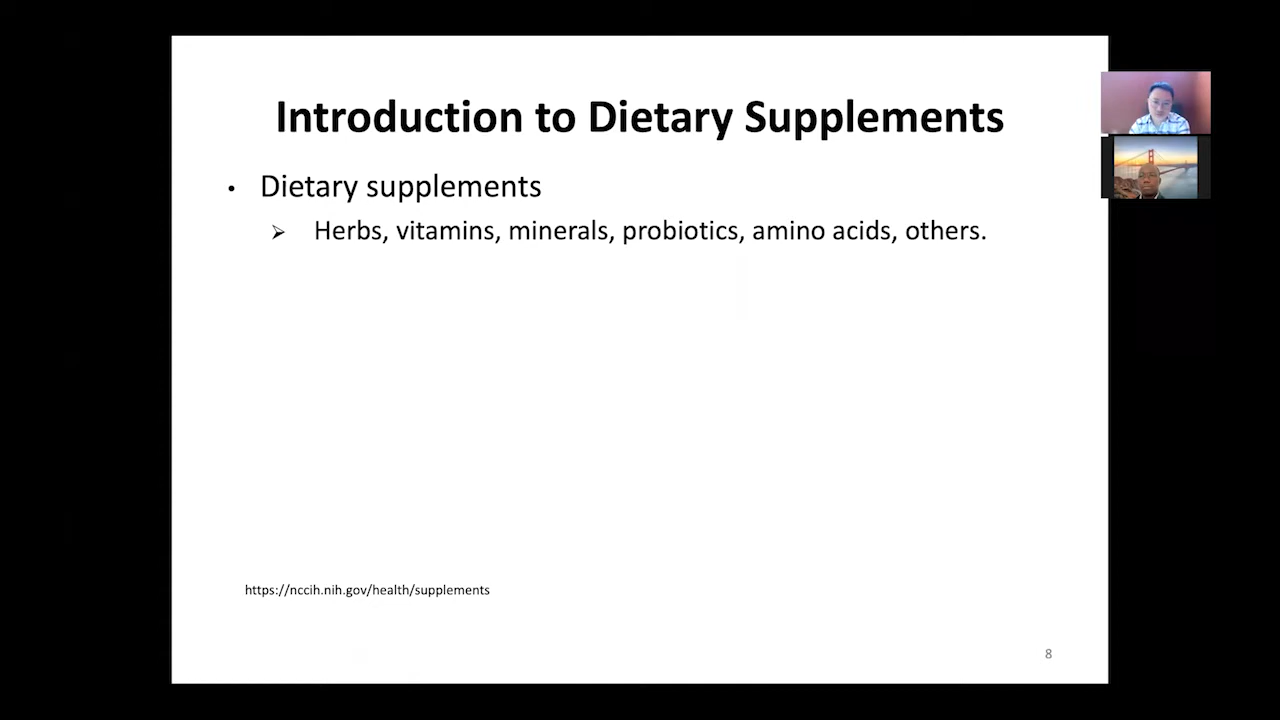 Introduction to Dietary Supplements
• Dietary supplements
➢ Herbs, vitamins, minerals, probiotics, amino acids, others.
https://nccih.nih.gov/health/supplements
8